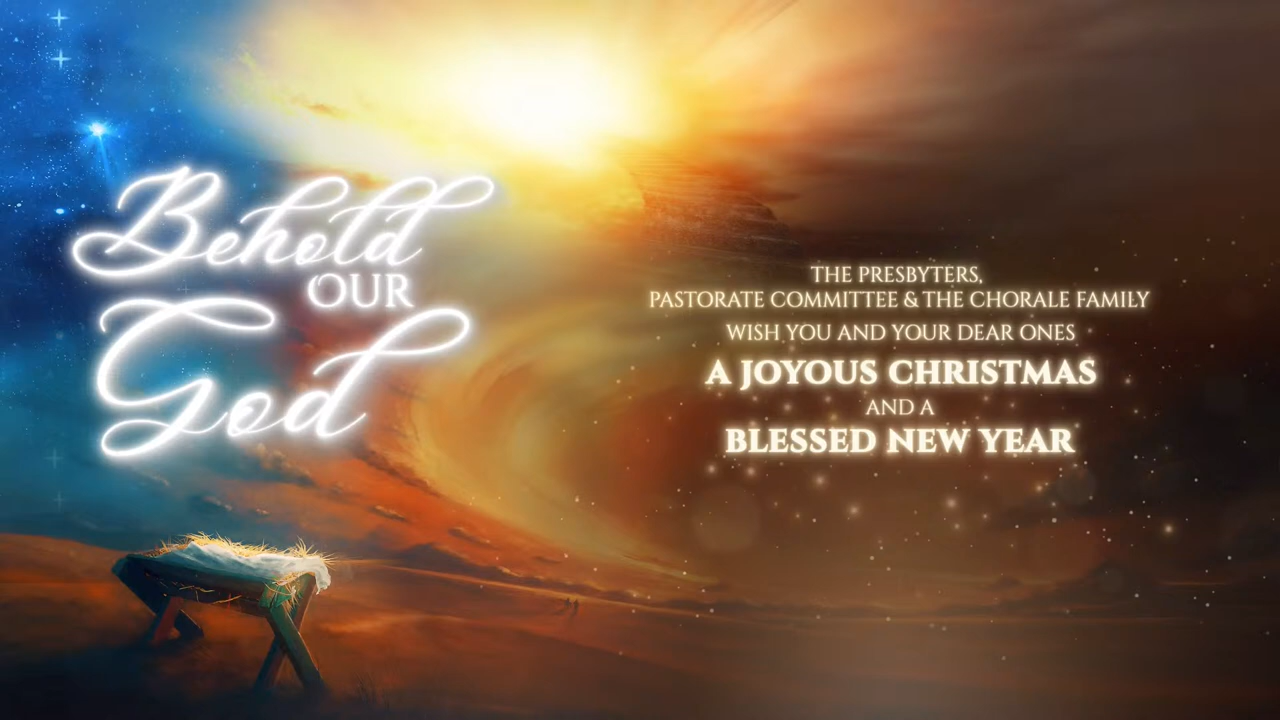 Behold
OUR
God
THE PRESBYTERS,
PASTORATE COMMITTEE & THE CHORALE FAMILY
WISH YOU AND YOUR DEAR ONES
A JOYOUS CHRISTMAS
AND A
BLESSED NEW YEAR